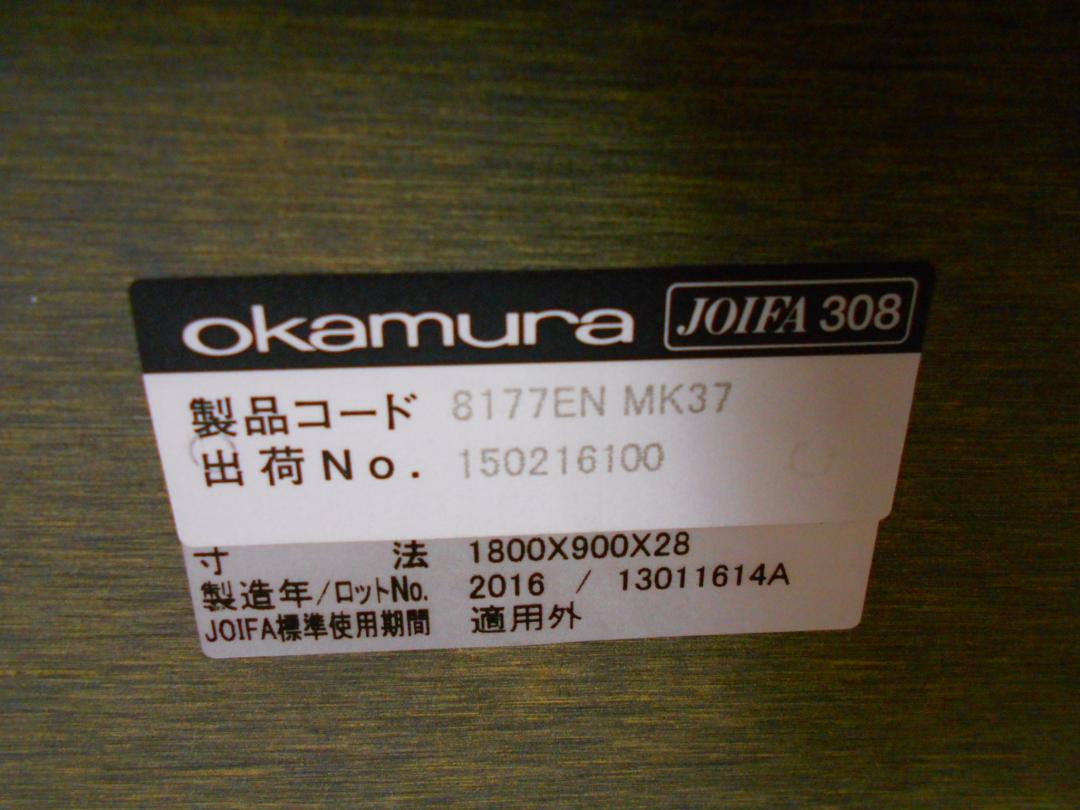 okamura JOIFA 308
製品コード 8177EN MK37
出荷No. 150216100
寸法 1800X900X28
製造年/ロットNo. 2016 / 13011614A
JOIFA標準使用期間 適用外